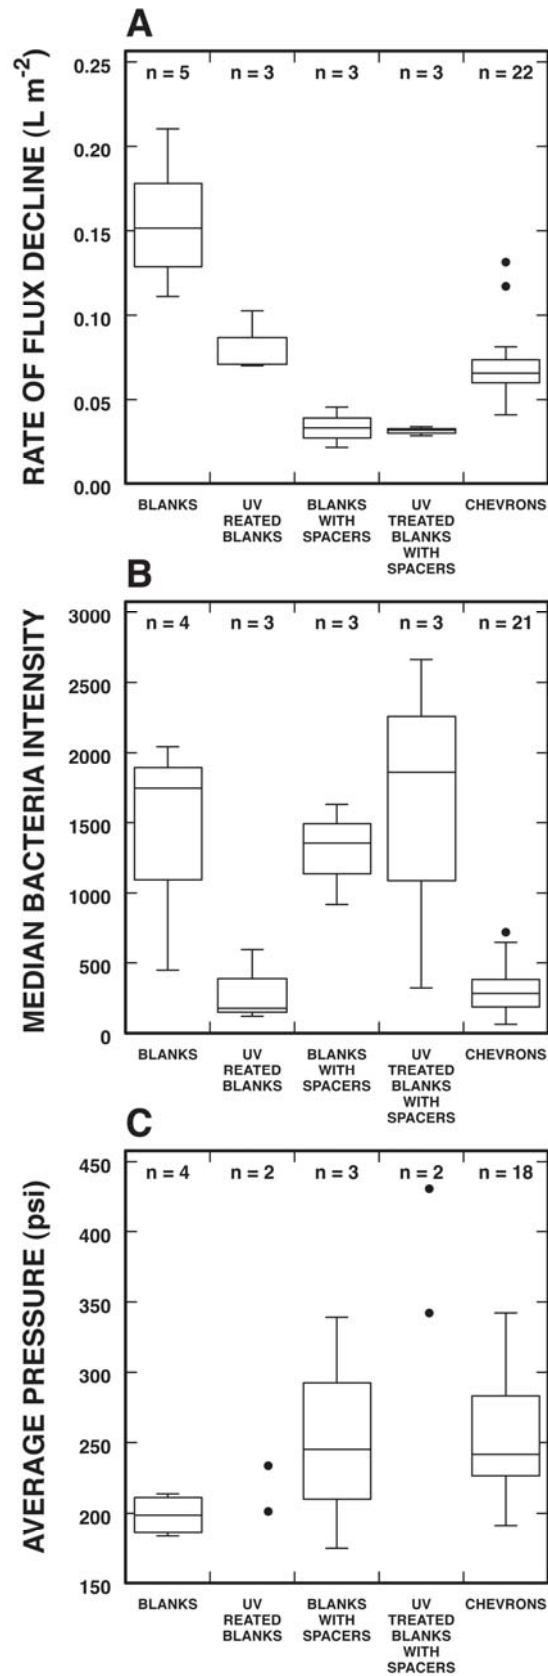 A
RATE OF FLUX DECLINE (L m-2)
0.25
0.20
0.15
0.10
0.05
0.00
n = 5 n = 3 n = 3 n = 3 n = 22
BLANKS UV BLANKS UV CHEVRONS
REATED WITH TREATED
BLANKS SPACERS BLANKS
WITH
SPACERS
B
MEDIAN BACTERIA INTENSITY
3000
2500
2000
1500
1000
500
0
n = 4 n = 3 n = 3 n = 3 n = 21
BLANKS UV BLANKS UV CHEVRONS
REATED WITH TREATED
BLANKS SPACERS BLANKS
WITH
SPACERS
C
AVERAGE PRESSURE (psi)
450
400
350
300
250
200
150
n = 4 n = 2 n = 3 n = 2 n = 18
BLANKS UV BLANKS UV CHEVRONS
REATED WITH TREATED
BLANKS SPACERS BLANKS
WITH
SPACERS